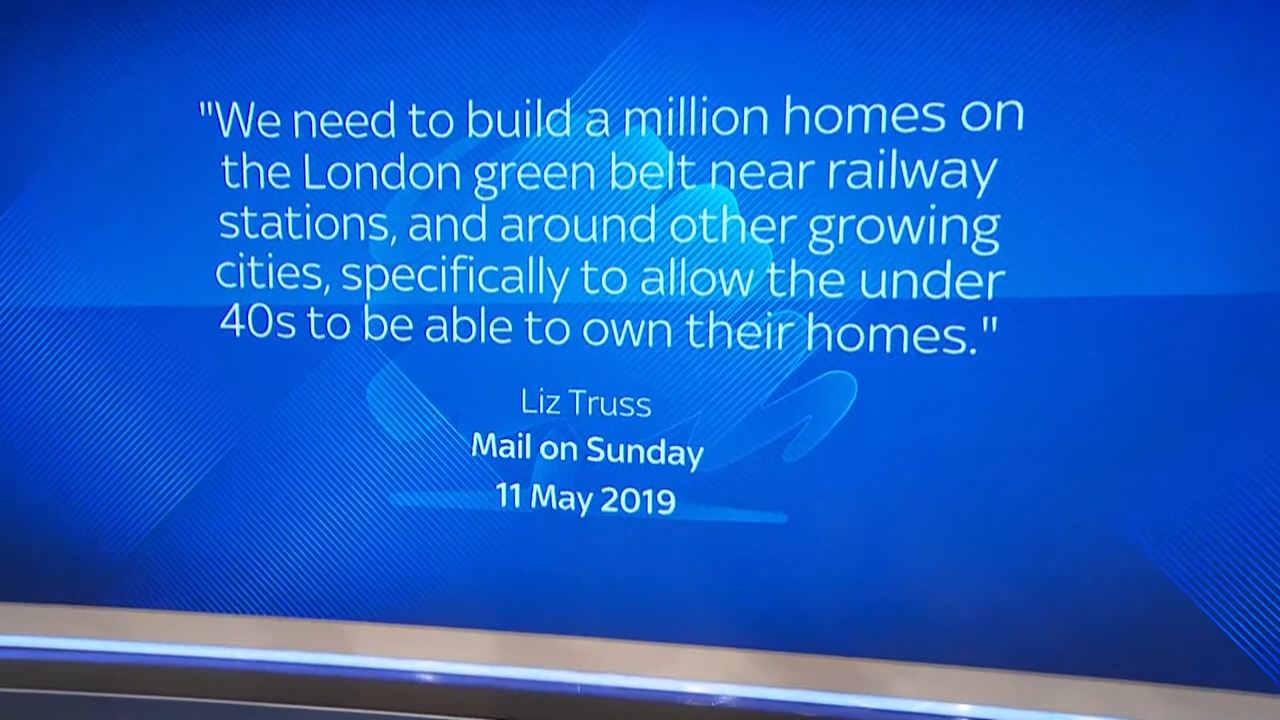 "We need to build a million homes on
the London green belt near railway
stations, and around other growing
cities, specifically to allow the under
40s to be able to own their homes."
Liz Truss
Mail on Sunday
11 May 2019